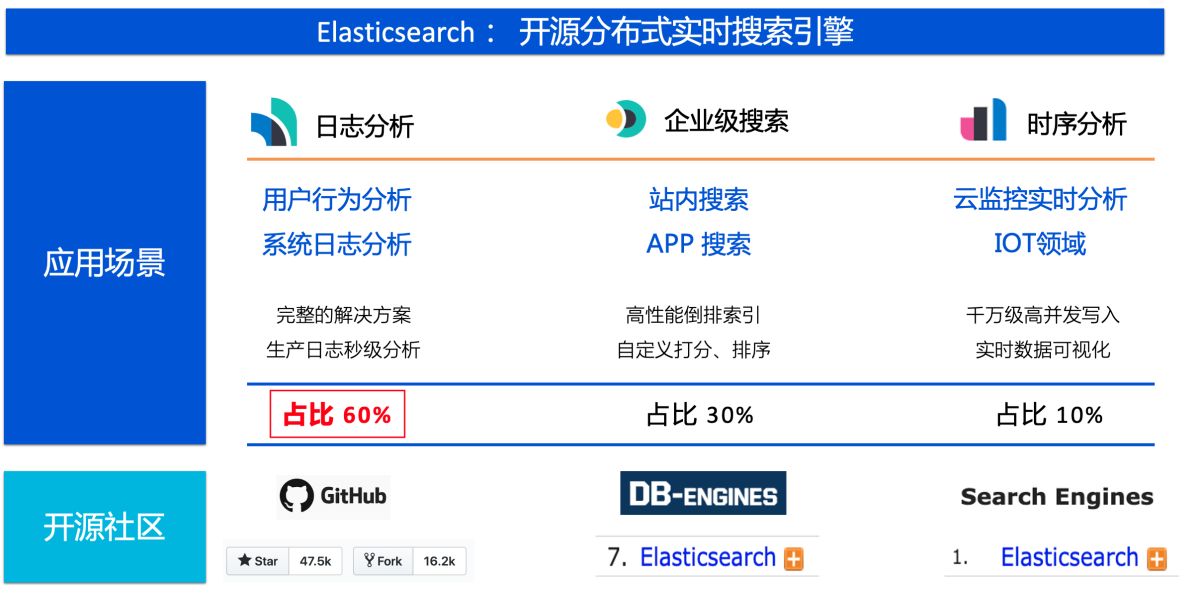 Elasticsearch： 开源分布式实时搜索引擎
应用场景
日志分析
企业级搜索
时序分析
用户行为分析
站内搜索
云监控实时分析
系统日志分析
APP 搜索
IOT领域
完整的解决方案
高性能倒排索引
千万级高并发写入
生产日志秒级分析
自定义打分、排序
实时数据可视化
占比 60%
占比 30%
占比 10%
开源社区
GitHub
DB-ENGINES
Search Engines
Star 47.5k Fork 16.2k
7. Elasticsearch
1. Elasticsearch